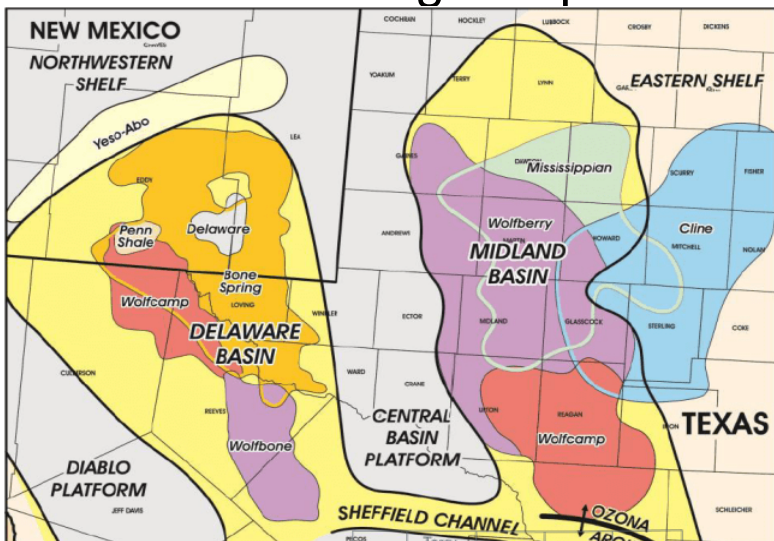 COCHRAN
HOCKLEY
LUBBOCK
CROSBY
DICKENS
NEW MEXICO
NORTHWESTERN
SHELF
YOAKUM
TERRY
LYNN
EASTERN SHELF
Yeso-Abo
LEA
EDDY
GAINES
DAWSON
Mississippian
SCURRY
FISHER
Penn
Shale
Delaware
ANDREWS
Wolfberry
MARTIN
HOWARD
Cline
MITCHELL
NOLAN
MIDLAND
BASIN
Bone
Spring
Wolfcamp
LOVING
WINKLER
ECTOR
MIDLAND
GLASSCOCK
STERLING
COKE
DELAWARE
BASIN
CULBERSON
WARD
CRANE
REEVES
UPTON
REAGAN
IRION
TEXAS
CENTRAL
BASIN
PLATFORM
Wolfbone
Wolfcamp
DIABLO
PLATFORM
JEFF DAVIS
SHEFFIELD CHANNEL
OZONA
SCHLEICHER
PECOS